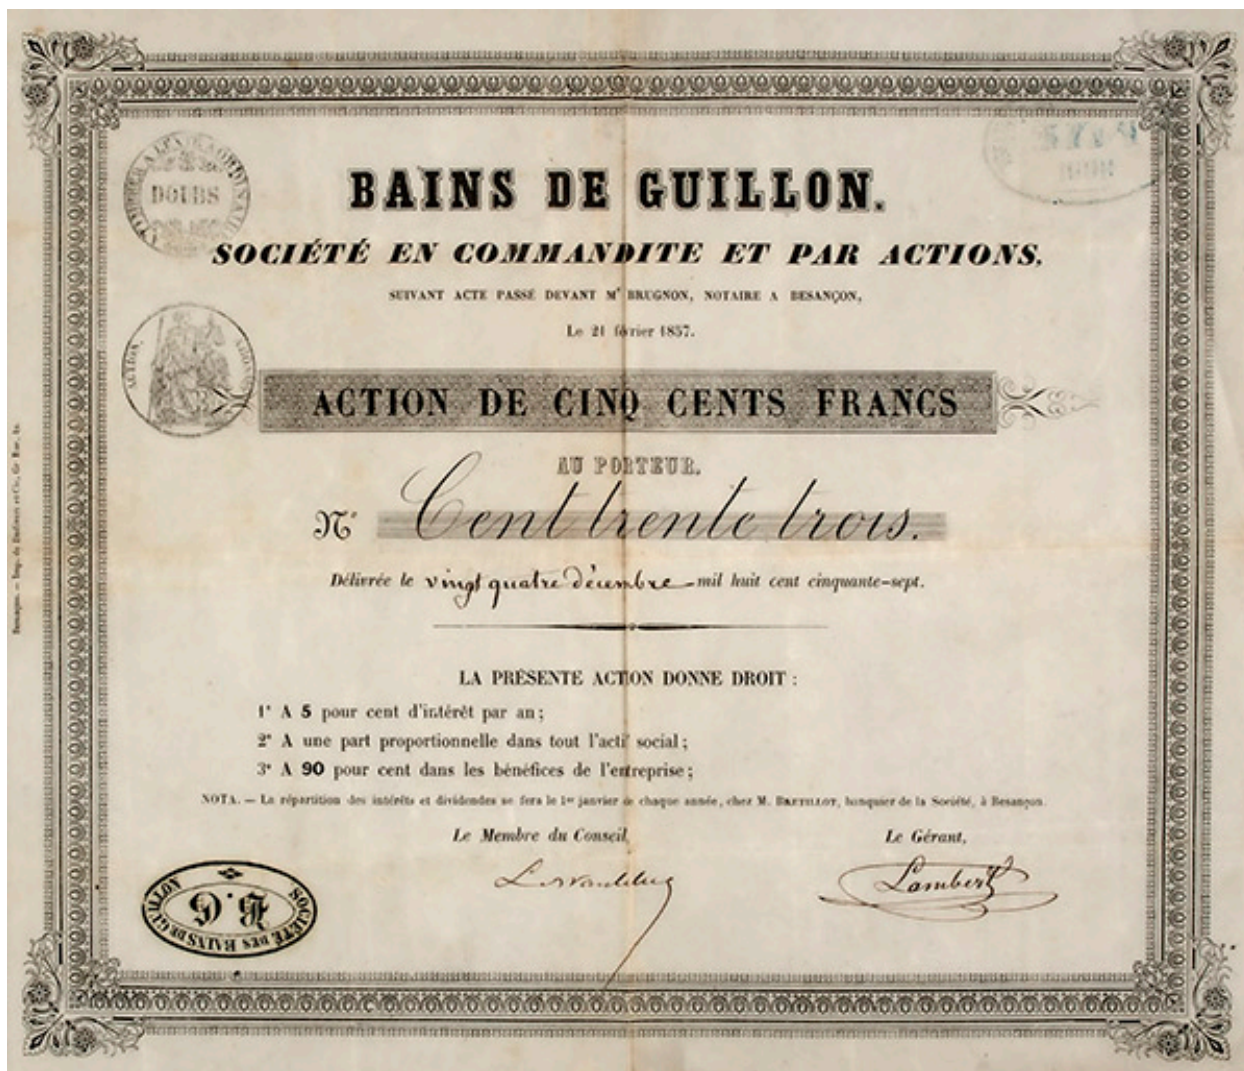 DOUBS
BAINS DE GUILLON.
SOCIÉTÉ EN COMMANDITE ET PAR ACTIONS,
SUIVANT ACTE PASSÉ DEVANT Me BRUGNON, NOTAIRE A BESANÇON,
Le 21 février 1857.
ACTION
ACTION DE CINQ CENTS FRANCS
AU PORTEUR.
No Cent trente trois.
Délivrée le vingt quatre décembre mil huit cent cinquante-sept.
LA PRÉSENTE ACTION DONNE DROIT :
1° A 5 pour cent d'intérêt par an ;
2° A une part proportionnelle dans tout l'actif social ;
3° A 90 pour cent dans les bénéfices de l'entreprise ;
NOTA. — La répartition des intérêts et dividendes se fera le 1er janvier de chaque année, chez M. BRETILLOT, banquier de la Société, à Besançon.
Le Membre du Conseil,
Le Gérant,
Lambert
SOCIÉTÉ DES BAINS DE GUILLON
B.G
Besançon. — Imp. de